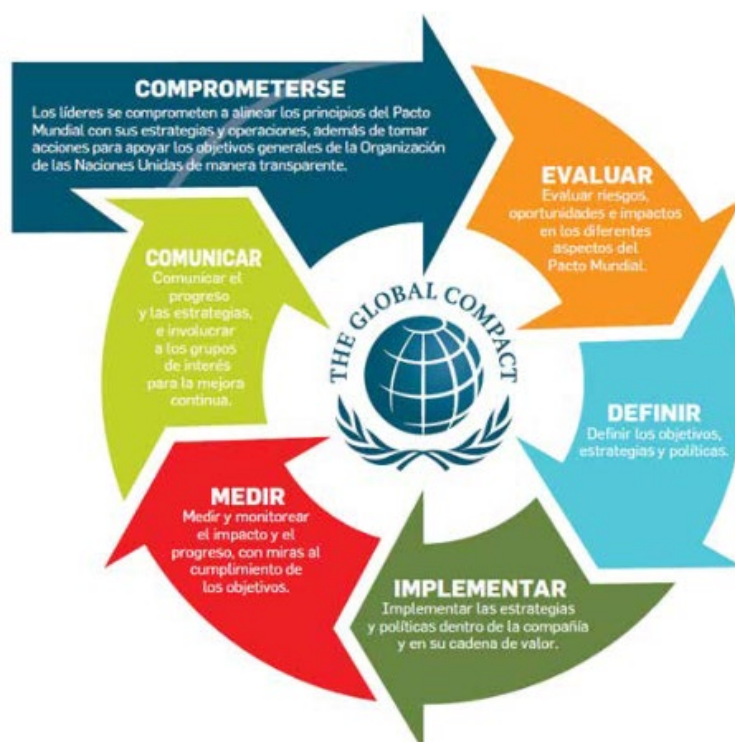 COMPROMETERSE
Los líderes se comprometen a alinear los principios del Pacto
Mundial con sus estrategias y operaciones, además de tomar
acciones para apoyar los objetivos generales de la Organización
de las Naciones Unidas de manera transparente.
EVALUAR
Evaluar riesgos,
oportunidades e impactos
en los diferentes
aspectos del
Pacto Mundial.
DEFINIR
Definir los objetivos,
estrategias y políticas.
IMPLEMENTAR
Implementar las estrategias
y políticas dentro de la compañía
y en su cadena de valor.
MEDIR
Medir y monitorear
el impacto y el
progreso, con miras al
cumplimiento de
los objetivos.
COMUNICAR
Comunicar el
progreso
y las estrategias,
e involucrar
a los grupos
de interés
para la mejora
continua.
THE GLOBAL COMPACT